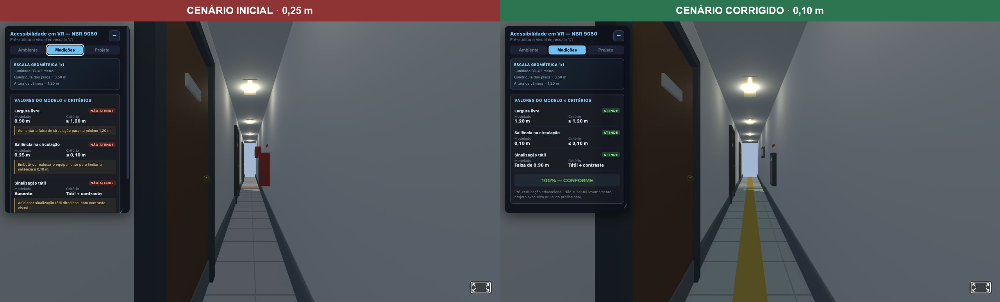 CENÁRIO INICIAL · 0,25 m
Acessibilidade em VR — NBR 9050
Pré-auditoria visual em escala 1:1
−
Ambiente
Medições
Projeto
ESCALA GEOMÉTRICA 1:1
1 unidade 3D = 1 metro
Quadrícula dos pisos = 0,50 m
Altura da câmera = 1,20 m
VALORES DO MODELO × CRITÉRIOS
Largura livre
NÃO ATENDE
Modelado
Critério
0,90 m
≥ 1,20 m
Aumentar a faixa de circulação para no mínimo 1,20 m.
Saliência na circulação
NÃO ATENDE
Modelado
Critério
0,25 m
≤ 0,10 m
Embutir ou realocar o equipamento para limitar a
saliência a 0,10 m.
Sinalização tátil
NÃO ATENDE
Modelado
Critério
Ausente
Tátil + contraste
Adicionar sinalização tátil direcional com contraste
visual.
CENÁRIO CORRIGIDO · 0,10 m
Acessibilidade em VR — NBR 9050
Pré-auditoria visual em escala 1:1
−
Ambiente
Medições
Projeto
ESCALA GEOMÉTRICA 1:1
1 unidade 3D = 1 metro
Quadrícula dos pisos = 0,50 m
Altura da câmera = 1,20 m
VALORES DO MODELO × CRITÉRIOS
Largura livre
ATENDE
Modelado
Critério
1,20 m
≥ 1,20 m
Saliência na circulação
ATENDE
Modelado
Critério
0,10 m
≤ 0,10 m
Sinalização tátil
ATENDE
Modelado
Critério
Faixa de 0,30 m
Tátil + contraste
100% — CONFORME
Pré-verificação educacional. Não substitui levantamento,
projeto executivo ou laudo profissional.